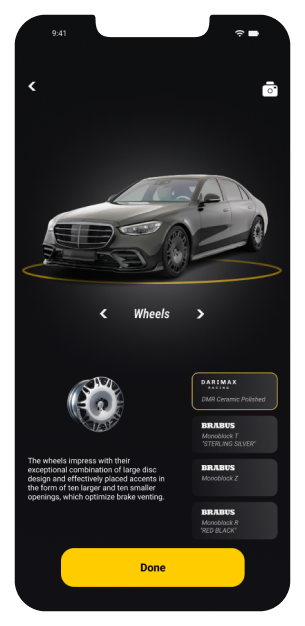 9:41
Wheels
DARIMAX
RACING
DMR Ceramic Polished
BRABUS
Monoblock T
"STERLING SILVER"
The wheels impress with their
exceptional combination of large disc
design and effectively placed accents in
the form of ten larger and ten smaller
openings, which optimize brake venting.
BRABUS
Monoblock Z
BRABUS
Monoblock R
"RED BLACK"
Done